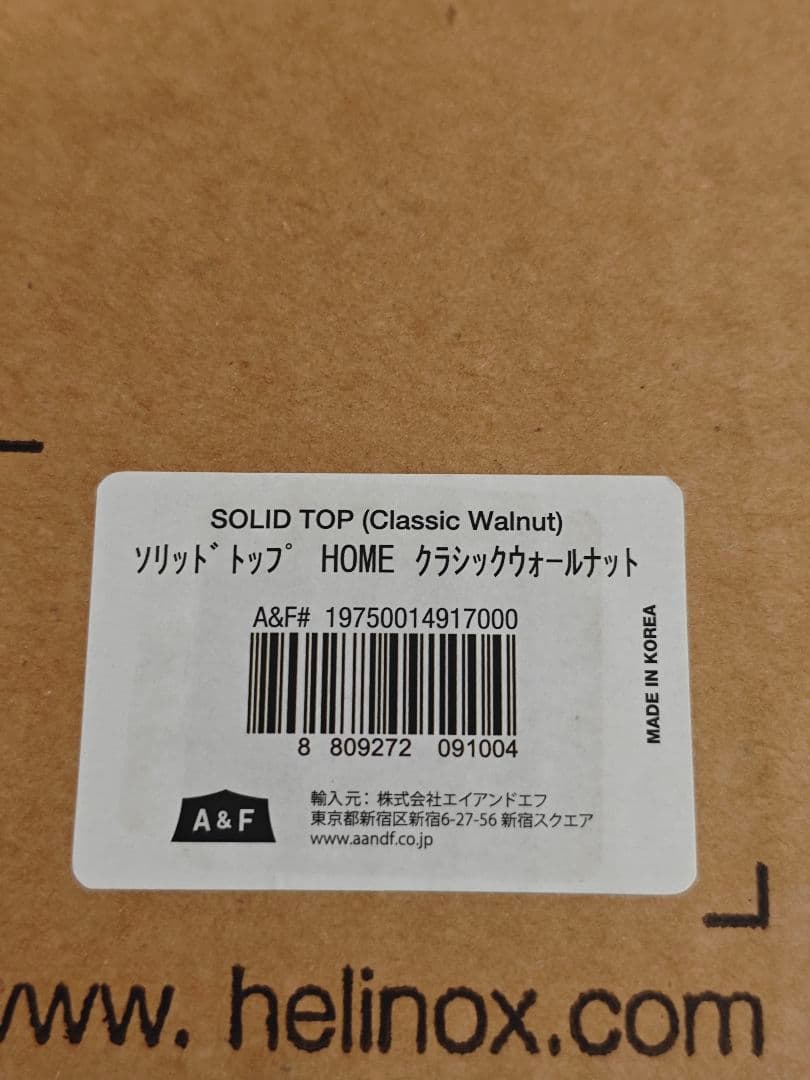 SOLID TOP (Classic Walnut)
ｿﾘｯﾄﾞﾄｯﾌﾟ HOME ｸﾗｼｯｸｳｫｰﾙﾅｯﾄ
A&F# 19750014917000
8 809272 091004
MADE IN KOREA
A & F
輸入元：株式会社エイアンドエフ
東京都新宿区新宿6-27-56 新宿スクエア
www.aandf.co.jp
www.helinox.com